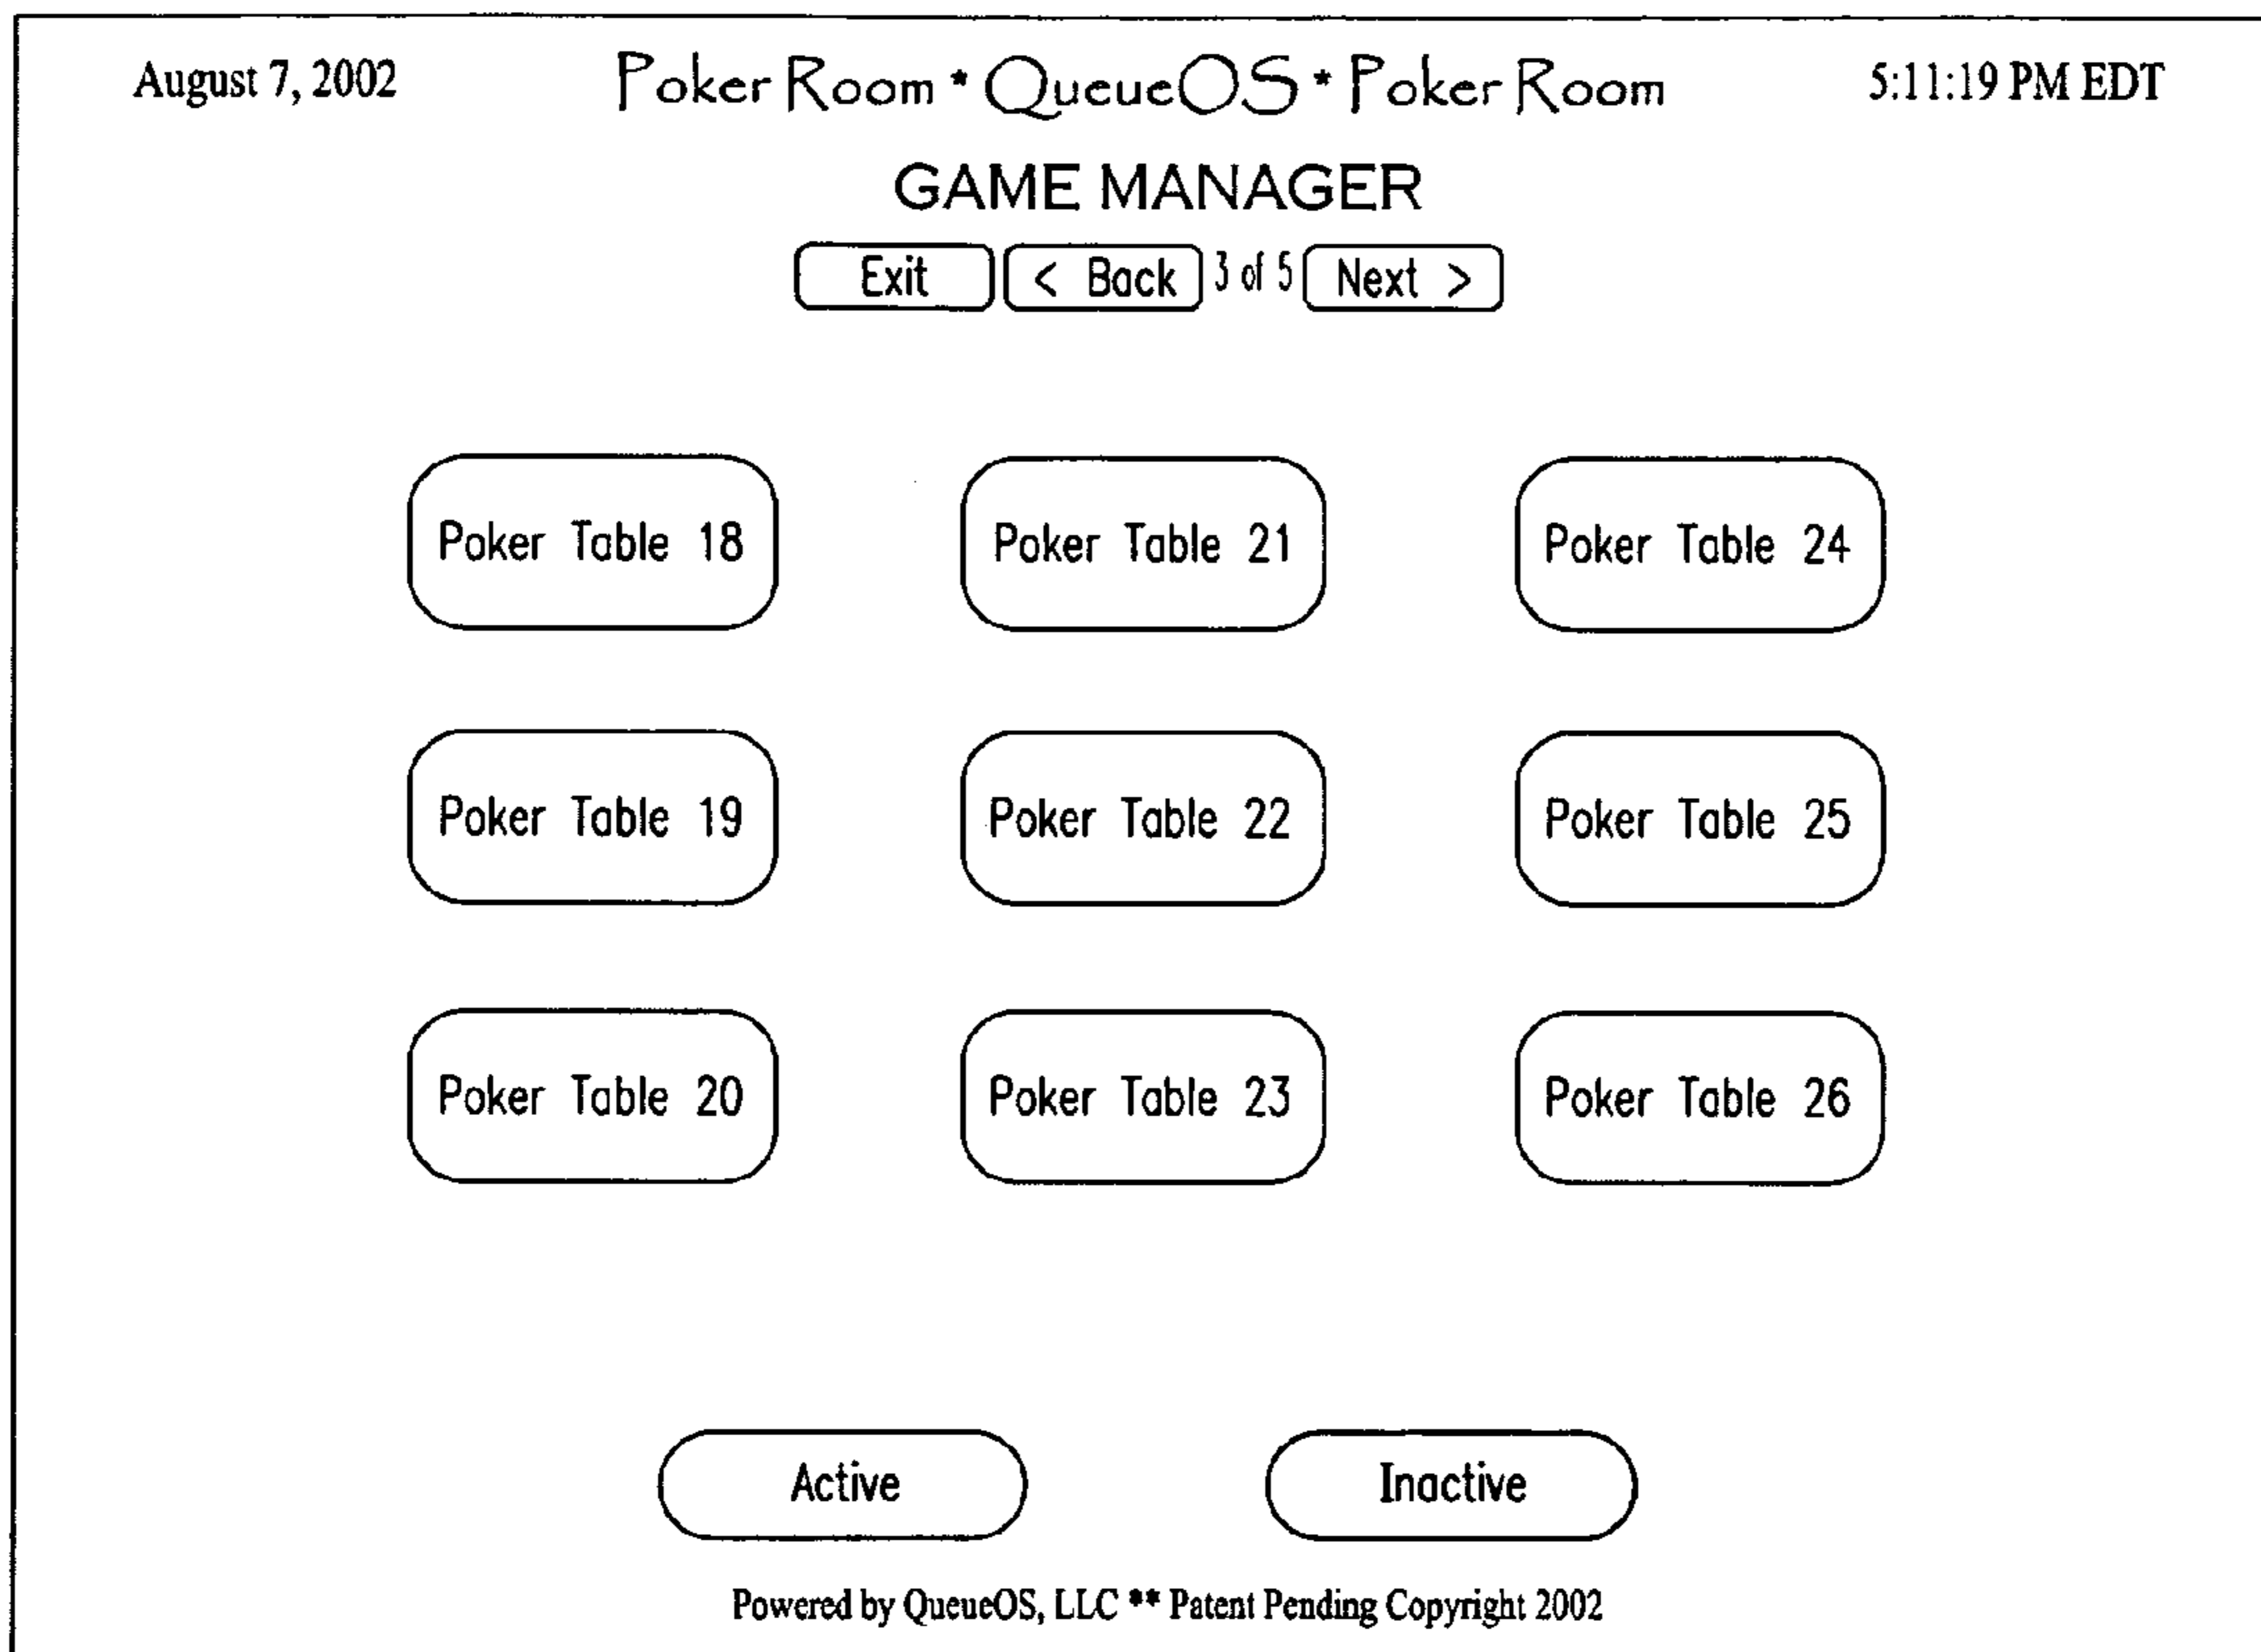 August 7, 2002 Poker Room * QueueOS * Poker Room 5:11:19 PM EDT
GAME MANAGER
Exit < Back 3 of 5 Next >
Poker Table 18 Poker Table 21 Poker Table 24
Poker Table 19 Poker Table 22 Poker Table 25
Poker Table 20 Poker Table 23 Poker Table 26
Active Inactive
Powered by QueueOS, LLC ** Patent Pending Copyright 2002